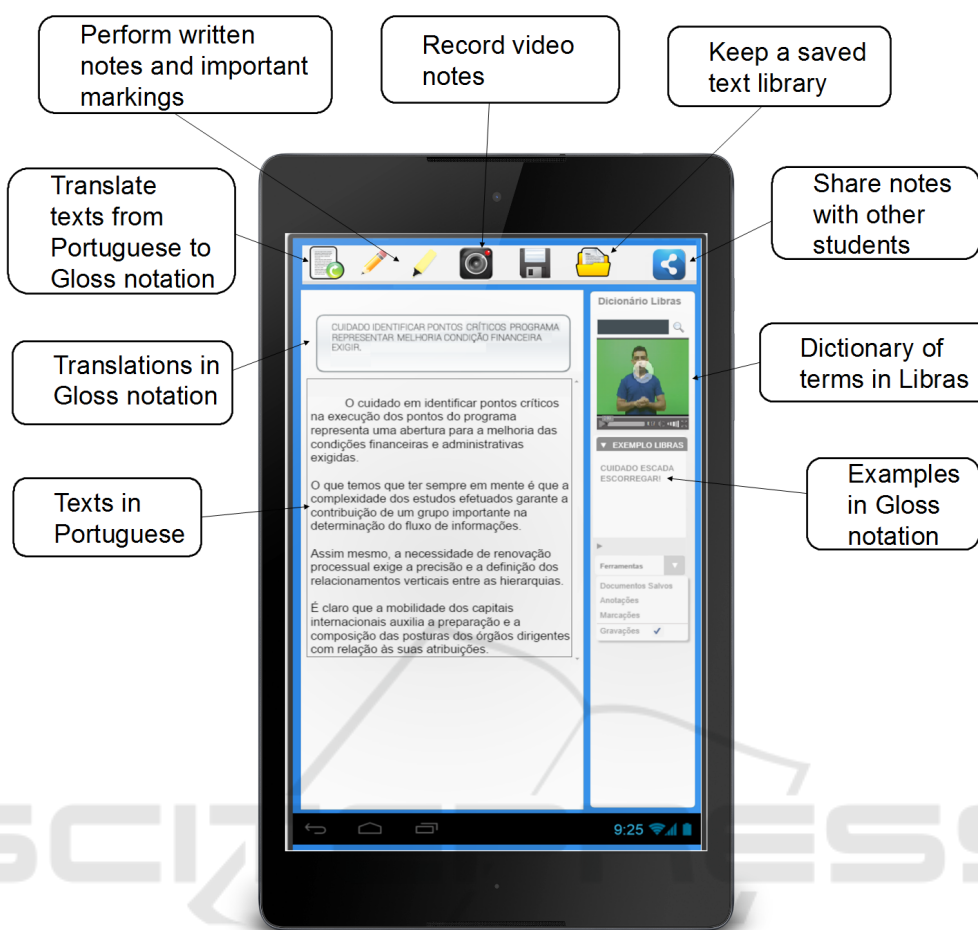 Perform written
notes and important
markings
Record video
notes
Keep a saved
text library
Translate
texts from
Portuguese to
Gloss notation
Share notes
with other
students
Translations in
Gloss notation
Dictionary of
terms in Libras
Texts in
Portuguese
Examples
in Gloss
notation
CUIDADO IDENTIFICAR PONTOS CRÍTICOS PROGRAMA
REPRESENTAR MELHORIA CONDIÇÃO FINANCEIRA
EXIGIR.
O cuidado em identificar pontos críticos
na execução dos pontos do programa
representa uma abertura para a melhoria das
condições financeiras e administrativas
exigidas.
O que temos que ter sempre em mente é que a
complexidade dos estudos efetuados garante a
contribuição de um grupo importante na
determinação do fluxo de informações.
Assim mesmo, a necessidade de renovação
processual exige a precisão e a definição dos
relacionamentos verticais entre as hierarquias.
É claro que a mobilidade dos capitais
internacionais auxilia a preparação e a
composição das posturas dos órgãos dirigentes
com relação às suas atribuições.
Dicionário Libras
EXEMPLO LIBRAS
CUIDADO ESCADA
ESCORREGAR!
Ferramentas
Documentos Salvos
Anotações
Marcações
Gravações
9:25
SCITEPRESS